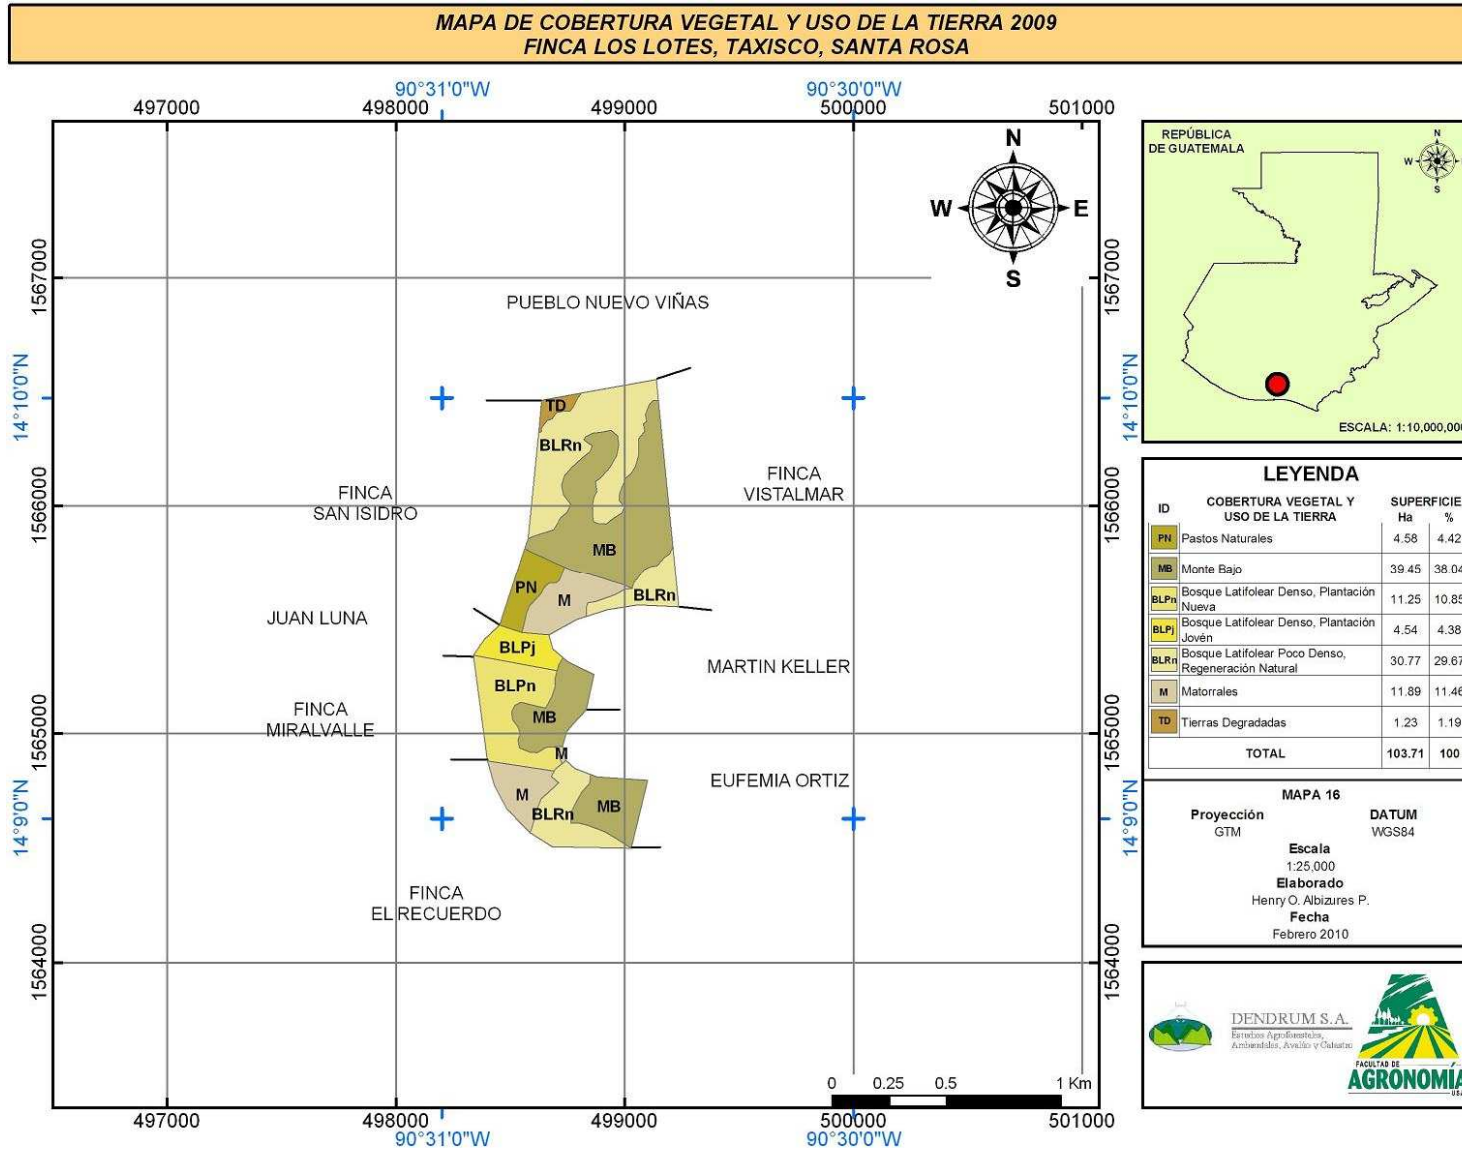 MAPA DE COBERTURA VEGETAL Y USO DE LA TIERRA 2009
FINCA LOS LOTES, TAXISCO, SANTA ROSA
90°31'0"W 90°30'0"W
497000 498000 499000 500000 501000
N
W E
S
1567000 1567000
PUEBLO NUEVO VIÑAS
14°10'0"N 14°10'0"N
TD
BLRn
FINCA
VISTALMAR
FINCA
SAN ISIDRO
1566000 1566000
MB
PN
M
BLRn
JUAN LUNA
BLPj
MARTIN KELLER
BLPn
FINCA
MIRALVALLE
MB
1565000 1565000
M
EUFEMIA ORTIZ
M
BLRn
MB
14°9'0"N 14°9'0"N
FINCA
EL RECUERDO
1564000 1564000
0 0.25 0.5 1 Km
497000 498000 499000 500000 501000
90°31'0"W 90°30'0"W
REPÚBLICA
DE GUATEMALA
N
W
S
ESCALA: 1:10,000,000
LEYENDA
ID COBERTURA VEGETAL Y USO DE LA TIERRA SUPERFICIE
Ha %
PN Pastos Naturales 4.58 4.42
MB Monte Bajo 39.45 38.04
BLPn Bosque Latifolear Denso, Plantación
Nueva 11.25 10.85
BLPj Bosque Latifolear Denso, Plantación
Jovén 4.54 4.38
BLRn Bosque Latifolear Poco Denso,
Regeneración Natural 30.77 29.67
M Matorrales 11.89 11.46
TD Tierras Degradadas 1.23 1.19
TOTAL 103.71 100
MAPA 16
Proyección DATUM
GTM WGS84
Escala
1:25,000
Elaborado
Henry O. Albizures P.
Fecha
Febrero 2010
DENDRUM S.A.
Estudios Agroforestales,
Ambientales, Avalúo y Catastro
FACULTAD DE
AGRONOMÍA